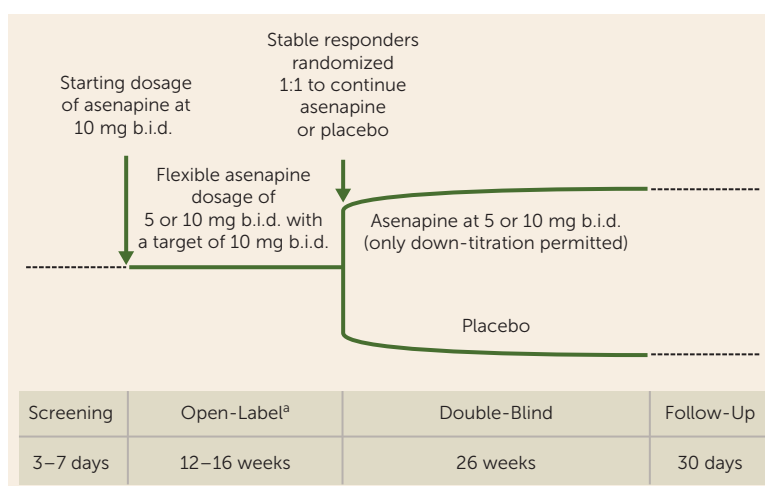 Stable responders
randomized
1:1 to continue
asenapine
or placebo
Starting dosage
of asenapine at
10 mg b.i.d.
Flexible asenapine
dosage of
5 or 10 mg b.i.d. with
a target of 10 mg b.i.d.
Asenapine at 5 or 10 mg b.i.d.
(only down-titration permitted)
Placebo
Screening Open-Labelᵃ Double-Blind Follow-Up
3–7 days 12–16 weeks 26 weeks 30 days